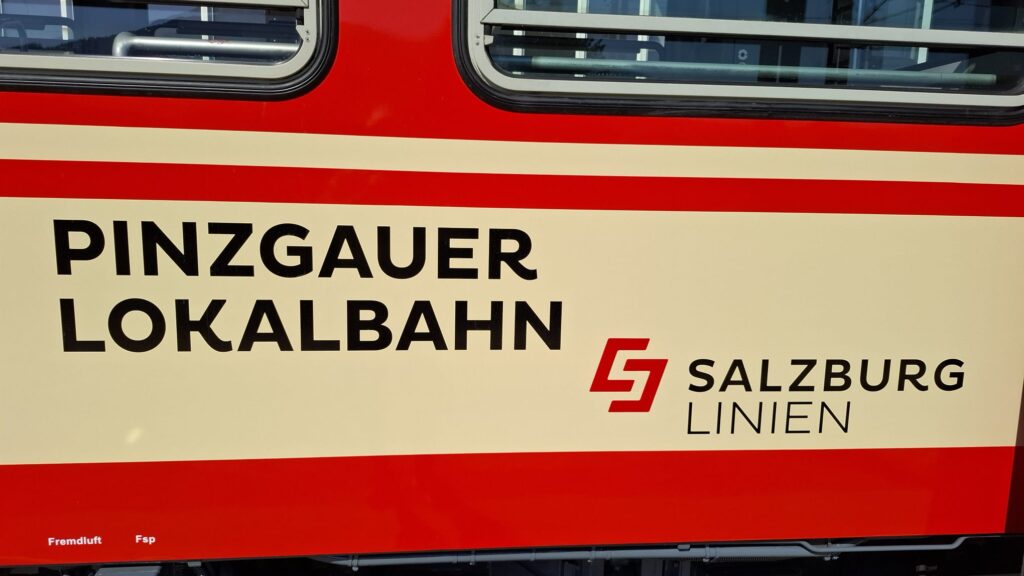 PINZGAUER
LOKALBAHN
SALZBURG
LINIEN
Fremdluft Fsp